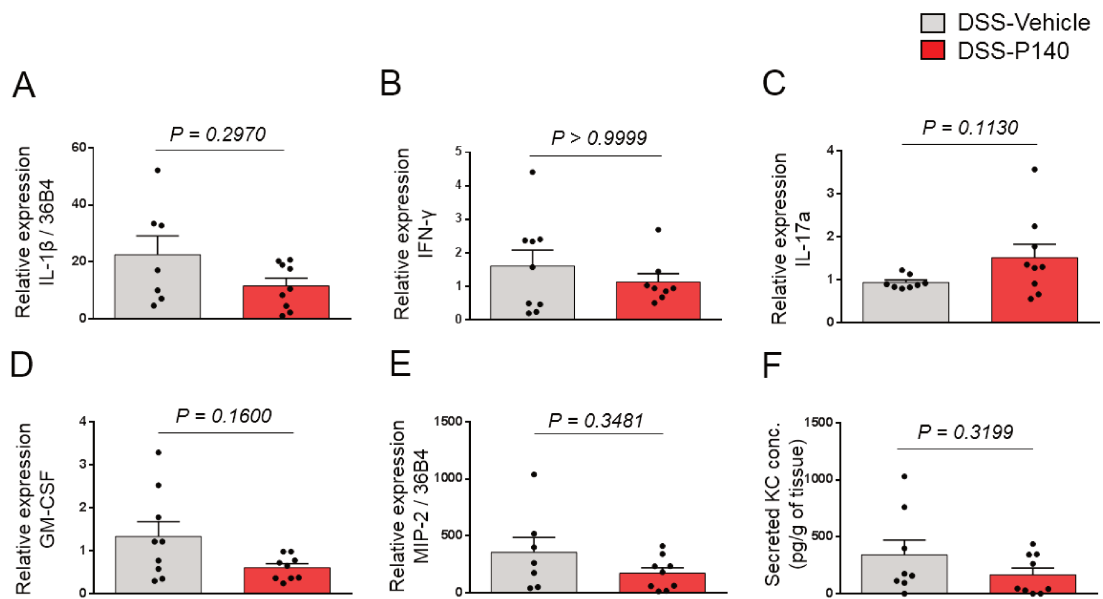 DSS-Vehicle
DSS-P140
A
B
C
P = 0.2970
P > 0.9999
P = 0.1130
Relative expression
IL-1β / 36B4
60
40
20
0
Relative expression
IFN-γ
5
4
3
2
1
0
Relative expression
IL-17a
4
3
2
1
0
D
E
F
P = 0.1600
P = 0.3481
P = 0.3199
Relative expression
GM-CSF
4
3
2
1
0
Relative expression
MIP-2 / 36B4
1500
1000
500
0
Secreted KC conc.
(pg/g of tissue)
1500
1000
500
0